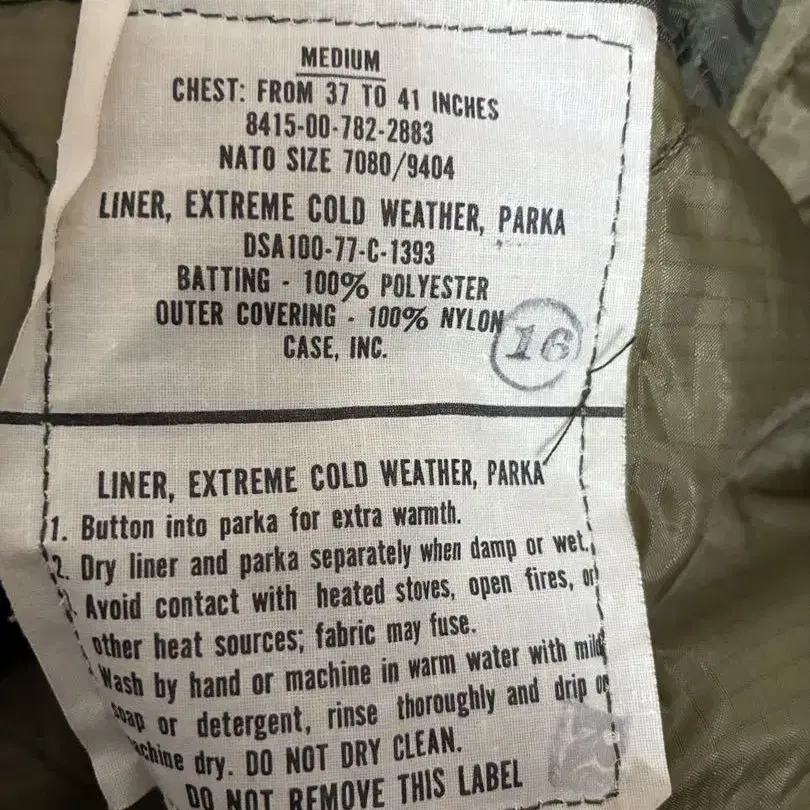 MEDIUM
CHEST: FROM 37 TO 41 INCHES
8415-00-782-2883
NATO SIZE 7080/9404
LINER, EXTREME COLD WEATHER, PARKA
DSA100-77-C-1393
BATTING - 100% POLYESTER
OUTER COVERING - 100% NYLON
CASE, INC.
16
LINER, EXTREME COLD WEATHER, PARKA
1. Button into parka for extra warmth.
2. Dry liner and parka separately when damp or wet.
3. Avoid contact with heated stoves, open fires, or
other heat sources; fabric may fuse.
Wash by hand or machine in warm water with mild
soap or detergent, rinse thoroughly and drip or
machine dry. DO NOT DRY CLEAN.
DO NOT REMOVE THIS LABEL